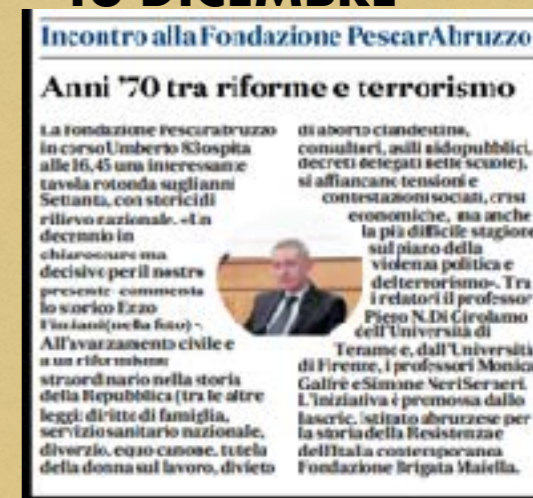 18 DICEMBRE
Incontro alla Fondazione PescarAbruzzo
Anni '70 tra riforme e terrorismo
La Fondazione Pescarabruzzo
in corso Umberto 83 ospita
alle 16,45 una interessante
tavola rotonda sugli anni
Settanta, con storici di
rilievo nazionale. «Un
decennio in
chiaroscuro ma
decisivo per il nostro
presente - commenta
lo storico Enzo
Fimiani (nella foto) -.
All'avanzamento civile e
a un riformismo
straordinario nella storia
della Repubblica (tra le altre
leggi: diritto di famiglia,
servizio sanitario nazionale,
divorzio, equo canone, tutela
della donna sul lavoro, divieto
di aborto clandestino,
consultori, asili nido pubblici,
decreti delegati nelle scuole),
si affiancano tensioni e
contestazioni sociali, crisi
economiche, ma anche
la più difficile stagione
sul piano della
violenza politica e
del terrorismo». Tra
i relatori il professor
Piero N. Di Girolamo
dell'Università di
Teramo e, dall'Università
di Firenze, i professori Monica
Galfrè e Simone Neri Serneri.
L'iniziativa è promossa dallo
Iasric, istituto abruzzese per
la storia della Resistenza e
dell'Italia contemporanea
Fondazione Brigata Maiella.